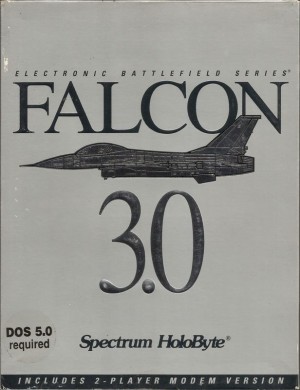 ELECTRONIC BATTLEFIELD SERIES®
FALCON
3.0
DOS 5.0
required
Spectrum HoloByte®
INCLUDES 2-PLAYER MODEM VERSION